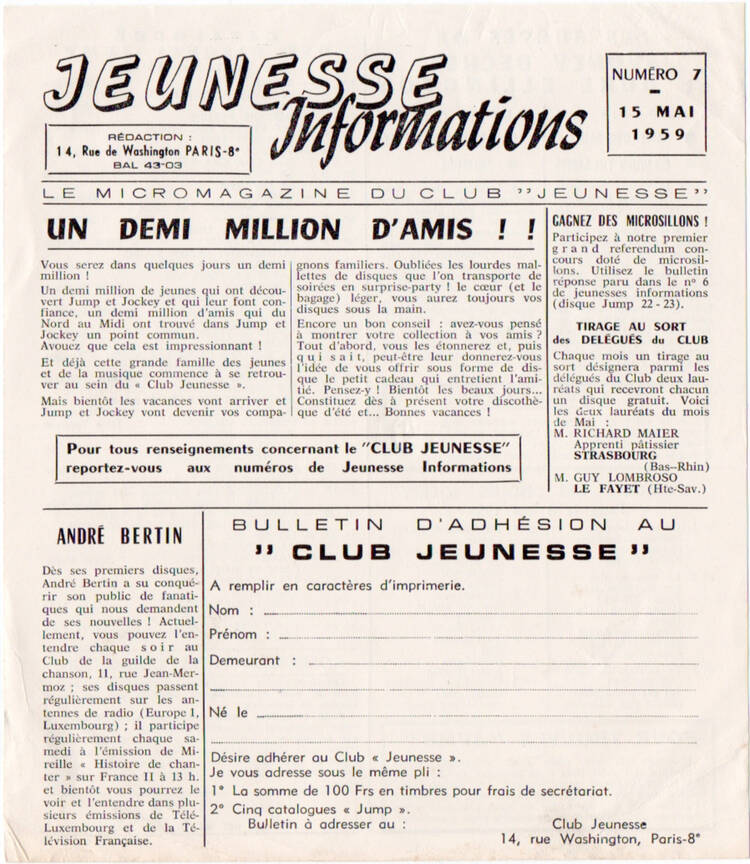 JEUNESSE
Informations
RÉDACTION :
14, Rue de Washington PARIS-8e
BAL 43-03
NUMÉRO 7
—
15 MAI
1959
LE MICROMAGAZINE DU CLUB "JEUNESSE"
UN DEMI MILLION D'AMIS ! !
Vous serez dans quelques jours un demi
million !
Un demi million de jeunes qui ont décou-
vert Jump et Jockey et qui leur font con-
fiance, un demi million d'amis qui du
Nord au Midi ont trouvé dans Jump et
Jockey un point commun.
Avouez que cela est impressionnant !
Et déjà cette grande famille des jeunes
et de la musique commence à se retrou-
ver au sein du « Club Jeunesse ».
Mais bientôt les vacances vont arriver et
Jump et Jockey vont devenir vos compa-
gnons familiers. Oubliées les lourdes mal-
lettes de disques que l'on transporte de
soirées en surprise-party ! le cœur (et le
bagage) léger, vous aurez toujours vos
disques sous la main.
Encore un bon conseil : avez-vous pensé
à montrer votre collection à vos amis ?
Tout d'abord, vous les étonnerez et, puis
qui sait, peut-être leur donnerez-vous
l'idée de vous offrir sous forme de dis-
que le petit cadeau qui entretient l'ami-
tié. Pensez-y ! Bientôt les beaux jours...
Constituez dès à présent votre discothè-
que d'été et... Bonnes vacances !
GAGNEZ DES MICROSILLONS !
Participez à notre premier
grand referendum con-
cours doté de microsil-
lons. Utilisez le bulletin
réponse paru dans le n° 6
de jeunesses informations
(disque Jump 22 - 23).
TIRAGE AU SORT
des DELÉGUÉS du CLUB
Chaque mois un tirage au
sort désignera parmi les
délégués du Club deux lau-
réats qui recevront chacun
un disque gratuit. Voici
les deux lauréats du mois
de Mai :
M. RICHARD MAIER
Apprenti pâtissier
STRASBOURG
(Bas-Rhin)
M. GUY LOMBROSO
LE FAYET (Hte-Sav.)
Pour tous renseignements concernant le "CLUB JEUNESSE"
reportez-vous aux numéros de Jeunesse Informations
ANDRÉ BERTIN
Dès ses premiers disques,
André Bertin a su conqué-
rir son public de fanati-
ques qui nous demandent
de ses nouvelles ! Actuel-
lement, vous pouvez l'en-
tendre chaque soir au
Club de la guilde de la
chanson, 11, rue Jean-Mer-
moz ; ses disques passent
régulièrement sur les an-
tennes de radio (Europe 1,
Luxembourg) ; il participe
régulièrement chaque sa-
medi à l'émission de Mi-
reille « Histoire de chan-
ter » sur France II à 13 h.
et bientôt vous pourrez le
voir et l'entendre dans plu-
sieurs émissions de Télé-
Luxembourg et de la Té-
lévision Française.
BULLETIN D'ADHÉSION AU
" CLUB JEUNESSE "
A remplir en caractères d'imprimerie.
Nom :
Prénom :
Demeurant :
Né le
Désire adhérer au Club « Jeunesse ».
Je vous adresse sous le même pli :
1° La somme de 100 Frs en timbres pour frais de secrétariat.
2° Cinq catalogues « Jump ».
Bulletin à adresser au :
Club Jeunesse
14, rue Washington, Paris-8e